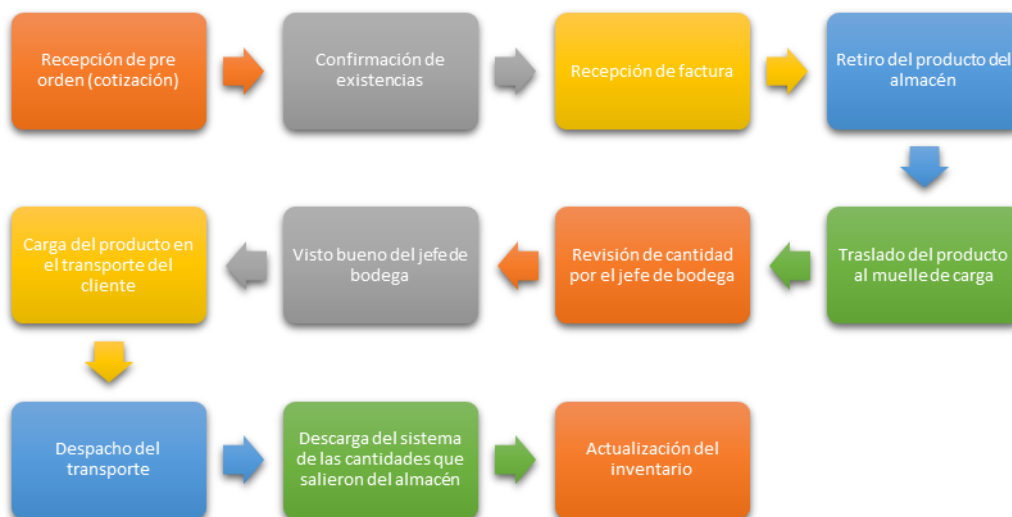 Recepción de pre
orden (cotización)
Confirmación de
existencias
Recepción de factura
Retiro del producto del
almacén
Traslado del producto
al muelle de carga
Revisión de cantidad
por el jefe de bodega
Visto bueno del jefe de
bodega
Carga del producto en
el transporte del
cliente
Despacho del
transporte
Descarga del sistema
de las cantidades que
salieron del almacén
Actualización del
inventario